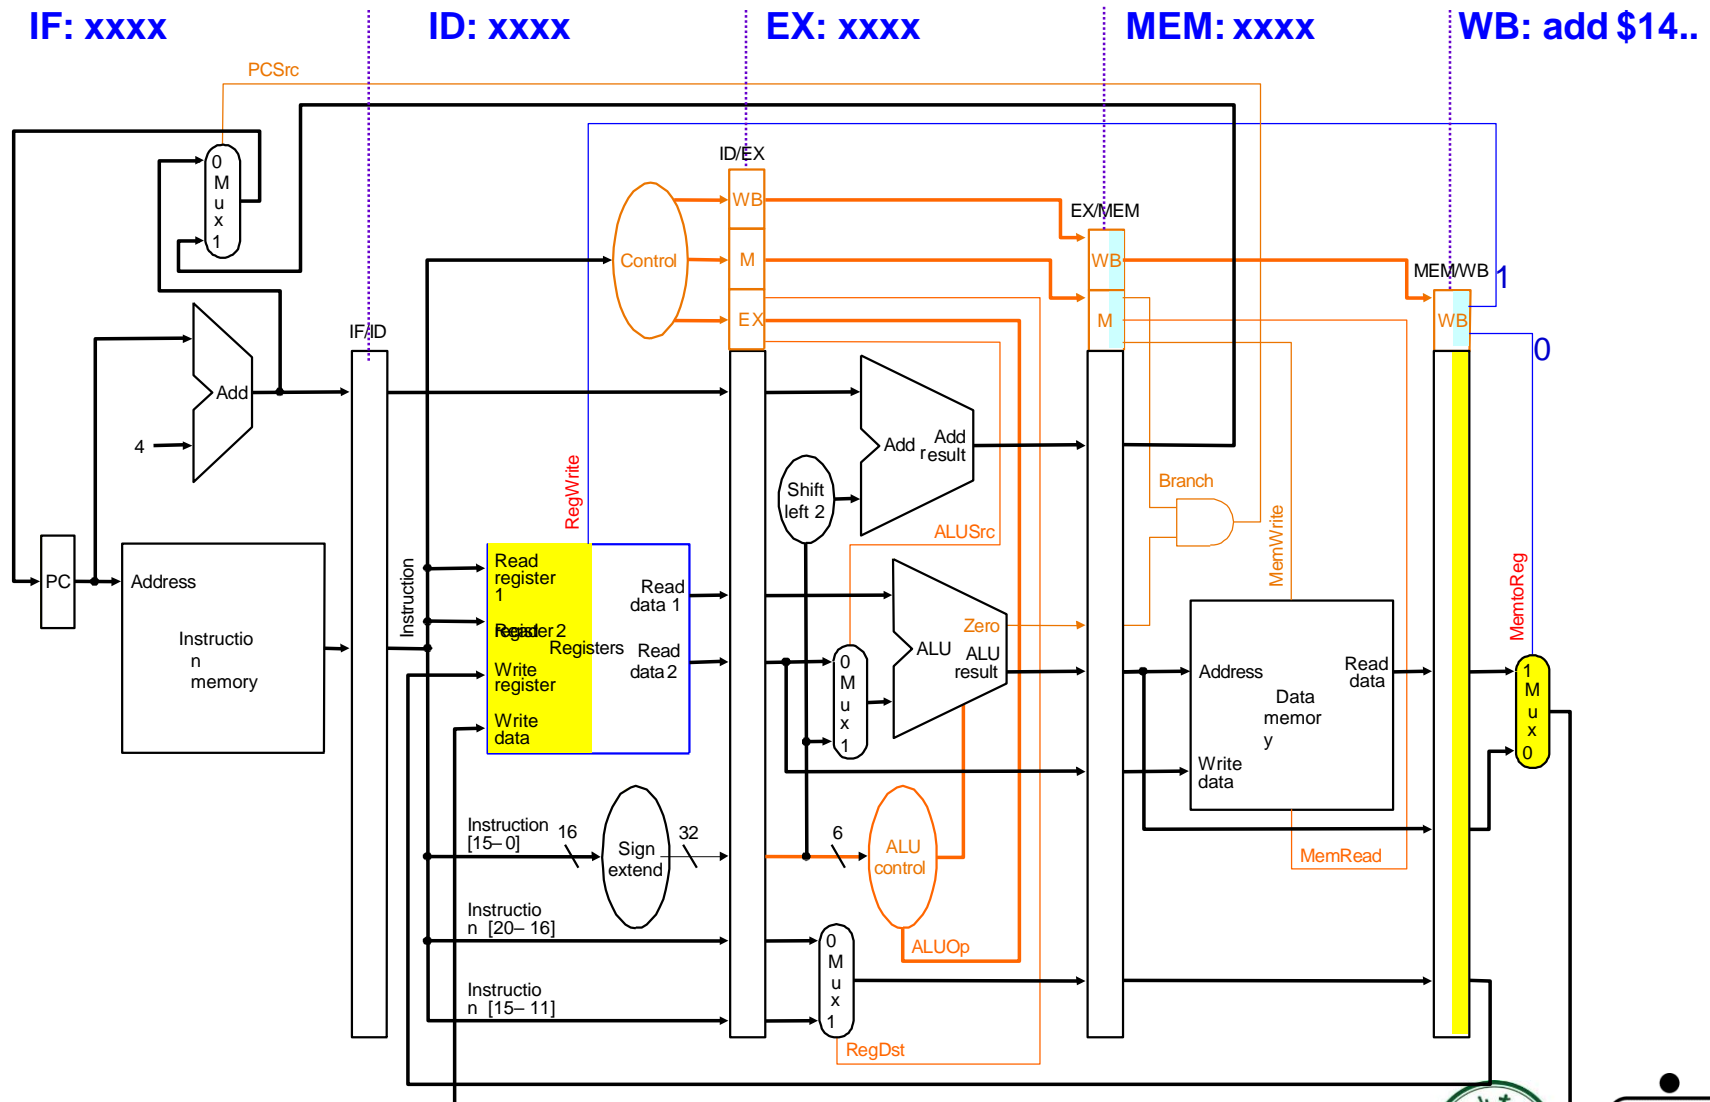 IF: xxxx
ID: xxxx
EX: xxxx
MEM: xxxx
WB: add $14..
PCSrc
ID/EX
0
M
u
x
1
WB
EX/MEM
Control
M
WB
MEM/WB
1
EX
M
WB
IF/ID
0
Add
4
Add
Add
result
RegWrite
Shift
left 2
Branch
ALUSrc
MemWrite
PC
Address
Instructio
n
memory
Instruction
Read
register
1
Read
register 2
Registers
Write
register
Write
data
Read
data 1
Read
data 2
0
M
u
x
1
Zero
ALU
ALU
result
Address
Read
data
Data
memor
y
Write
data
MemtoReg
1
M
u
x
0
Instruction
[15–0]
16
Sign
extend
32
6
ALU
control
MemRead
Instructio
n [20–16]
0
M
u
x
1
ALUOp
Instructio
n [15–11]
RegDst